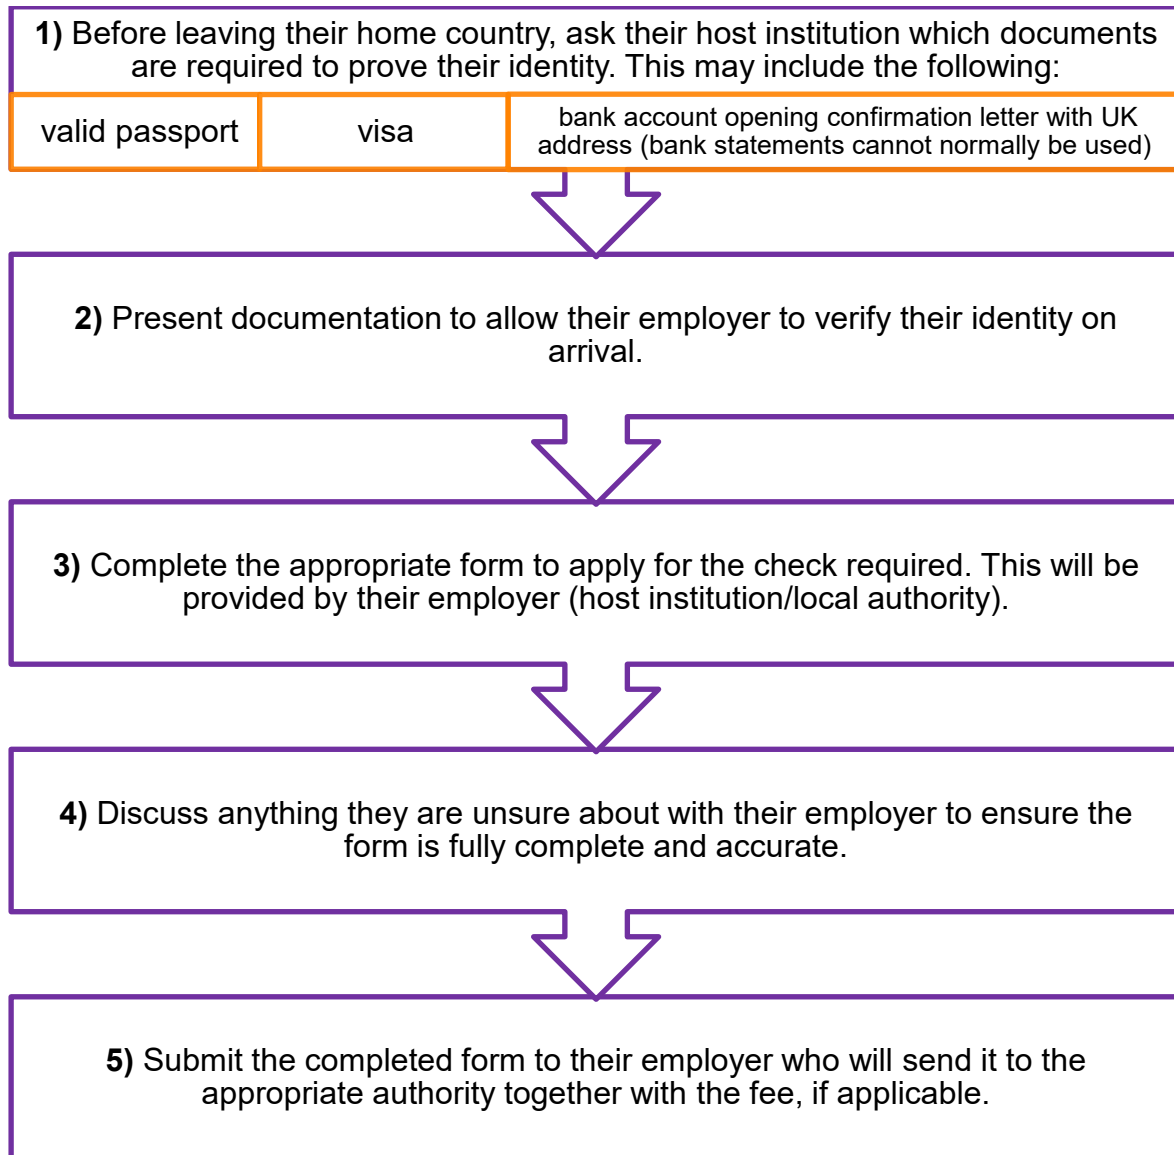 1) Before leaving their home country, ask their host institution which documents
are required to prove their identity. This may include the following:
valid passport
visa
bank account opening confirmation letter with UK
address (bank statements cannot normally be used)
2) Present documentation to allow their employer to verify their identity on
arrival.
3) Complete the appropriate form to apply for the check required. This will be
provided by their employer (host institution/local authority).
4) Discuss anything they are unsure about with their employer to ensure the
form is fully complete and accurate.
5) Submit the completed form to their employer who will send it to the
appropriate authority together with the fee, if applicable.